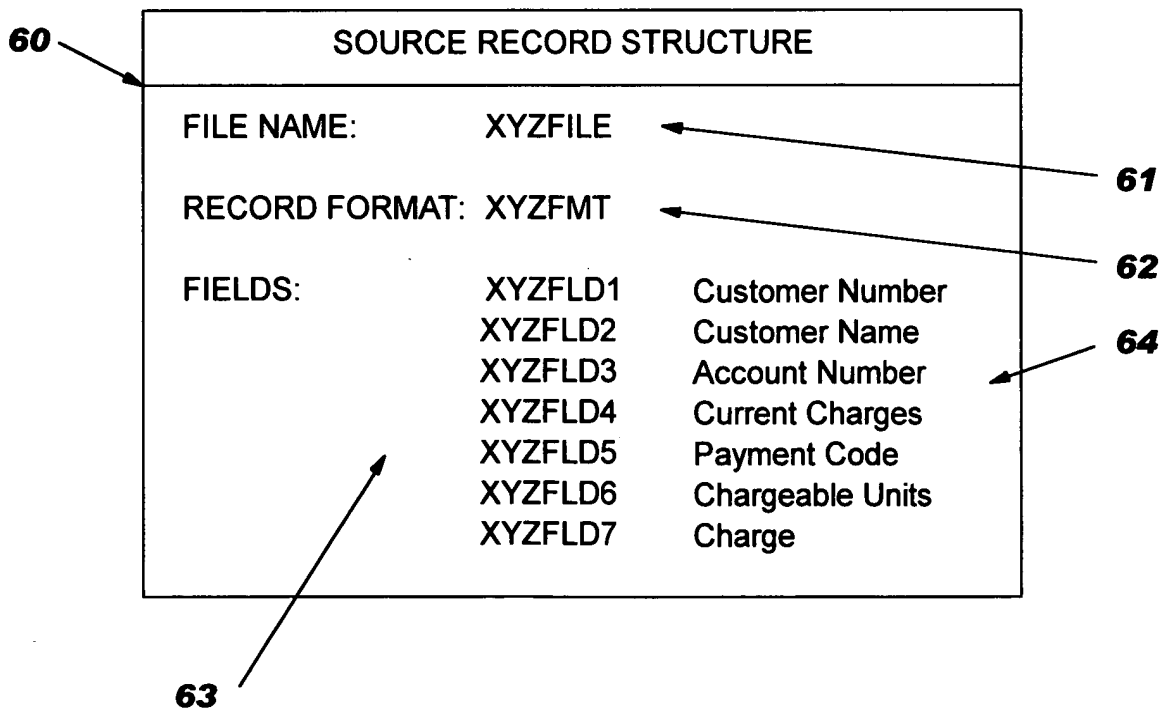 60
SOURCE RECORD STRUCTURE
FILE NAME: XYZFILE
61
RECORD FORMAT: XYZFMT
62
FIELDS: XYZFLD1 Customer Number
XYZFLD2 Customer Name
64
XYZFLD3 Account Number
XYZFLD4 Current Charges
XYZFLD5 Payment Code
XYZFLD6 Chargeable Units
XYZFLD7 Charge
63